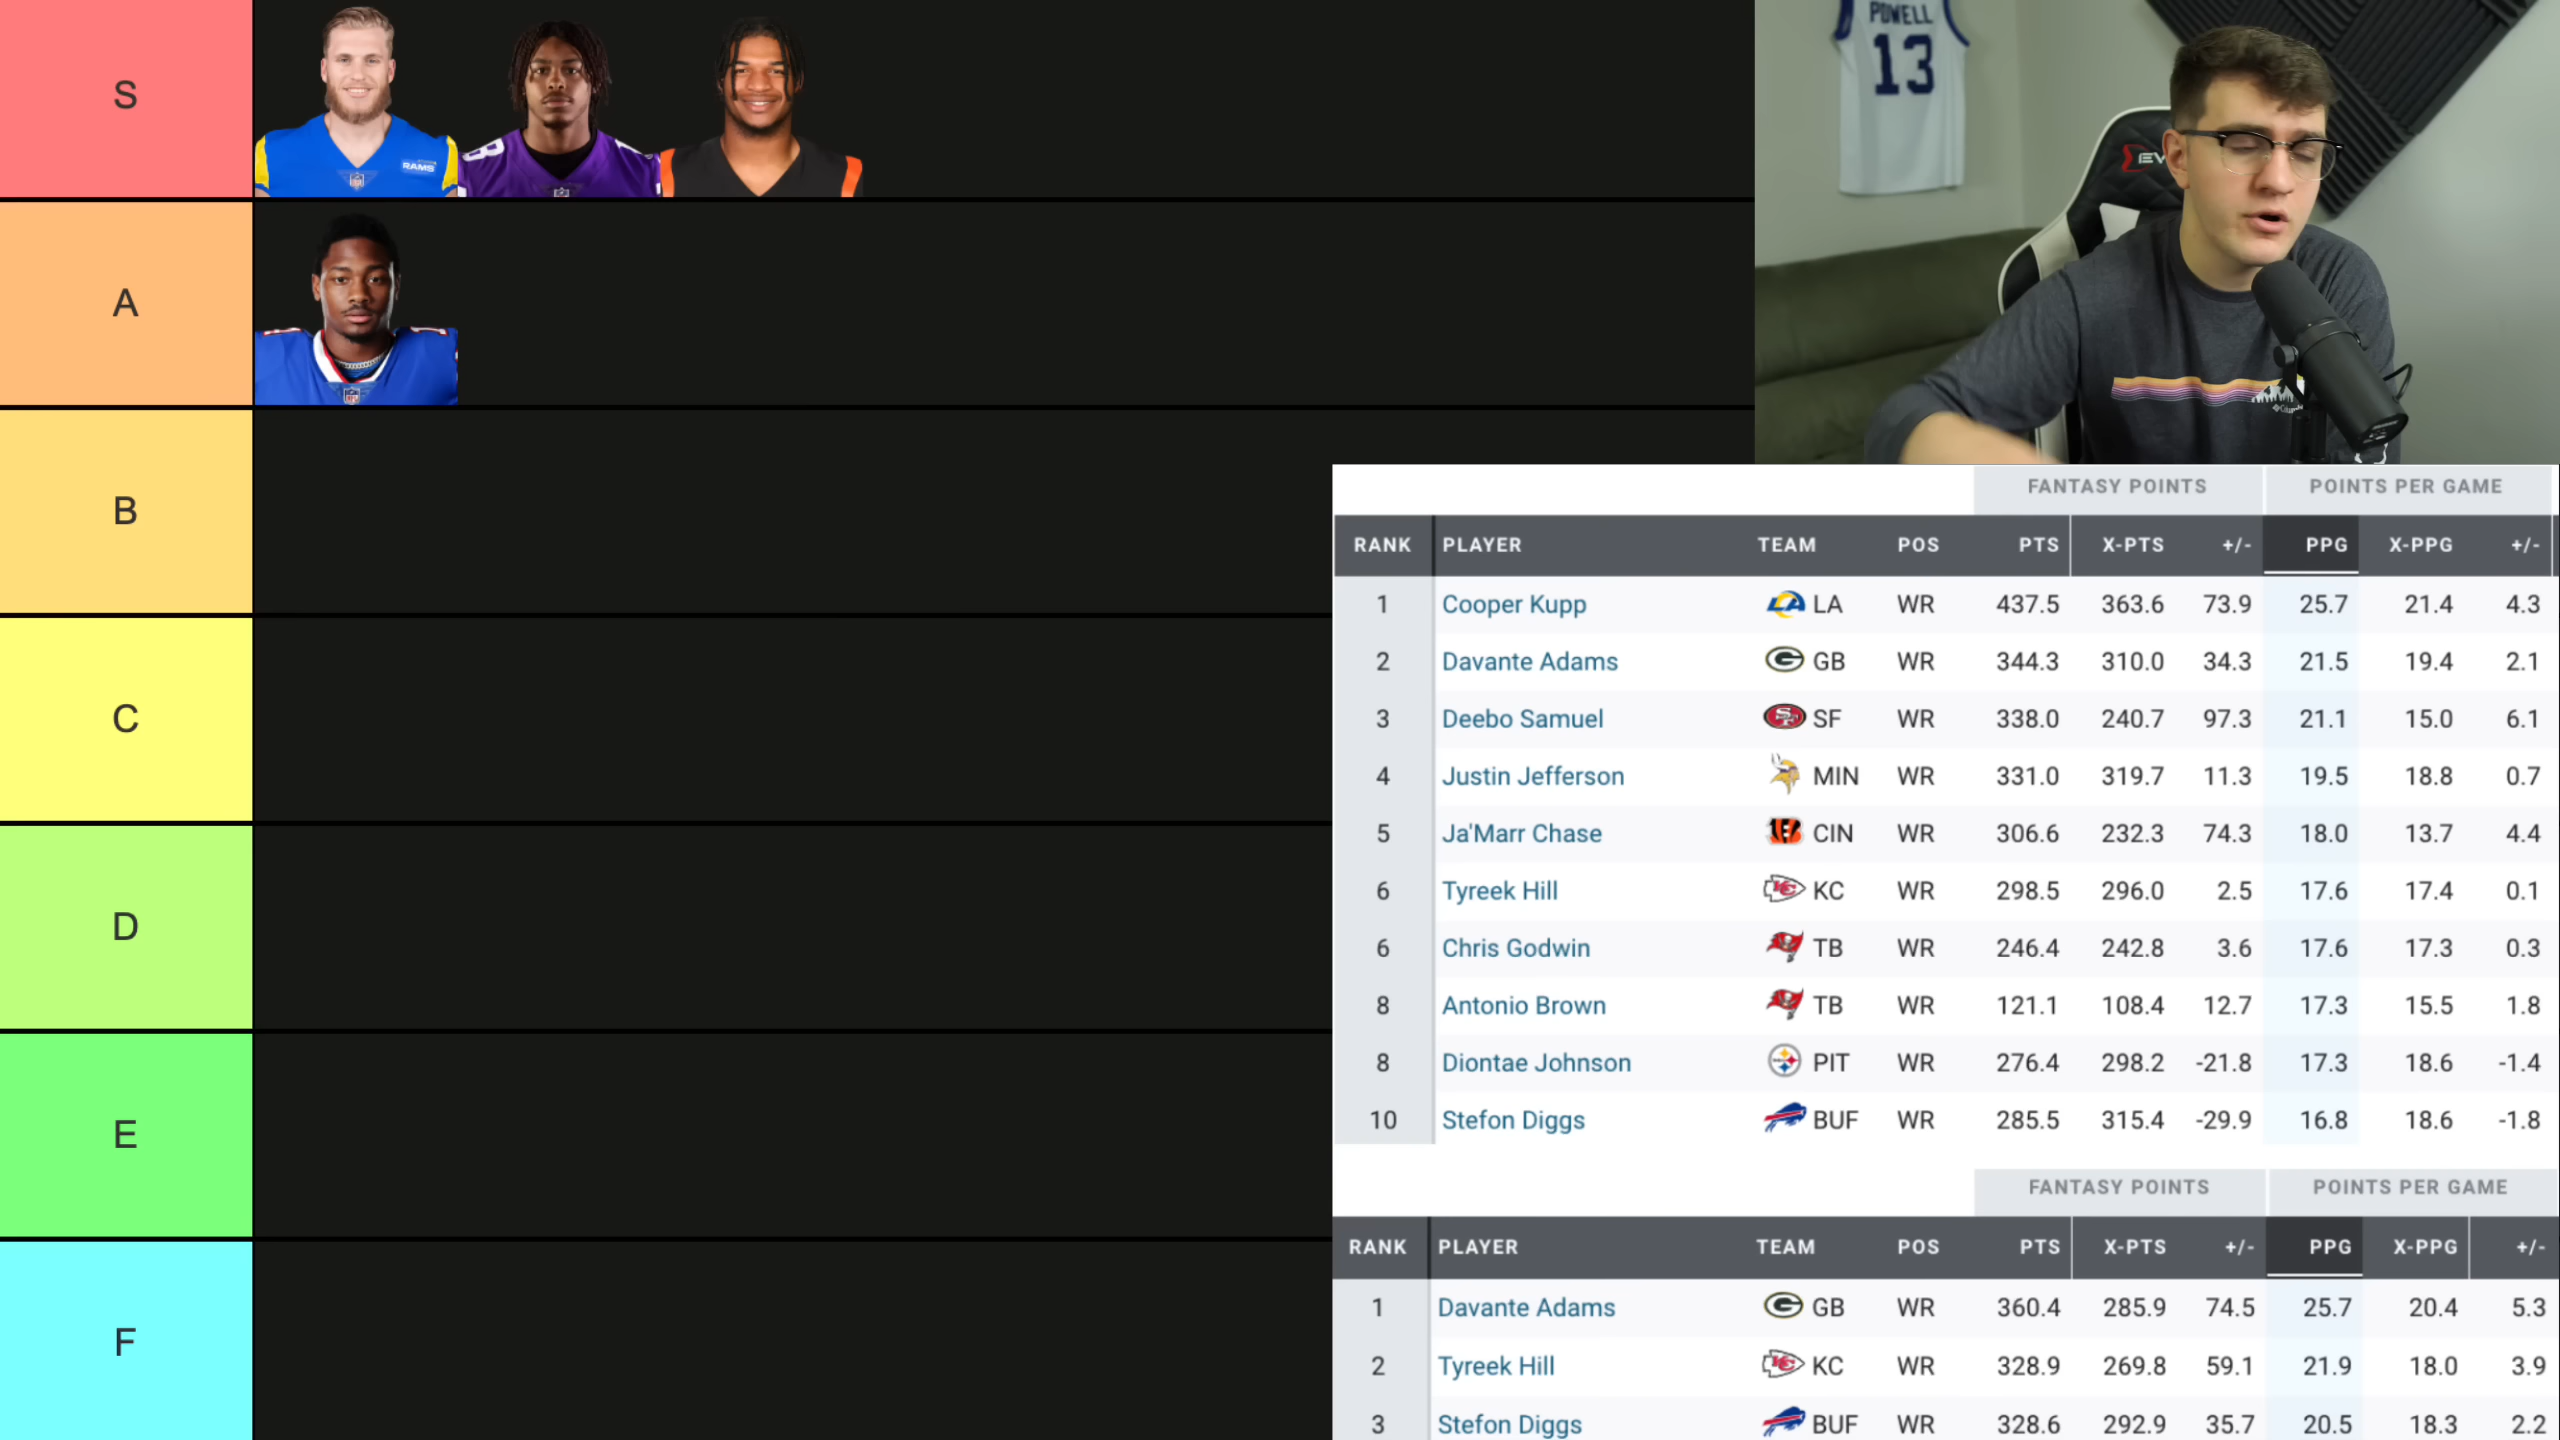 S
A
B
C
D
E
F
RAMS
POWELL
13
FANTASY POINTS POINTS PER GAME
RANK PLAYER TEAM POS PTS X-PTS +/- PPG X-PPG +/-
1 Cooper Kupp LA WR 437.5 363.6 73.9 25.7 21.4 4.3
2 Davante Adams GB WR 344.3 310.0 34.3 21.5 19.4 2.1
3 Deebo Samuel SF WR 338.0 240.7 97.3 21.1 15.0 6.1
4 Justin Jefferson MIN WR 331.0 319.7 11.3 19.5 18.8 0.7
5 Ja'Marr Chase CIN WR 306.6 232.3 74.3 18.0 13.7 4.4
6 Tyreek Hill KC WR 298.5 296.0 2.5 17.6 17.4 0.1
6 Chris Godwin TB WR 246.4 242.8 3.6 17.6 17.3 0.3
8 Antonio Brown TB WR 121.1 108.4 12.7 17.3 15.5 1.8
8 Diontae Johnson PIT WR 276.4 298.2 -21.8 17.3 18.6 -1.4
10 Stefon Diggs BUF WR 285.5 315.4 -29.9 16.8 18.6 -1.8
FANTASY POINTS POINTS PER GAME
RANK PLAYER TEAM POS PTS X-PTS +/- PPG X-PPG +/-
1 Davante Adams GB WR 360.4 285.9 74.5 25.7 20.4 5.3
2 Tyreek Hill KC WR 328.9 269.8 59.1 21.9 18.0 3.9
3 Stefon Diggs BUF WR 328.6 292.9 35.7 20.5 18.3 2.2